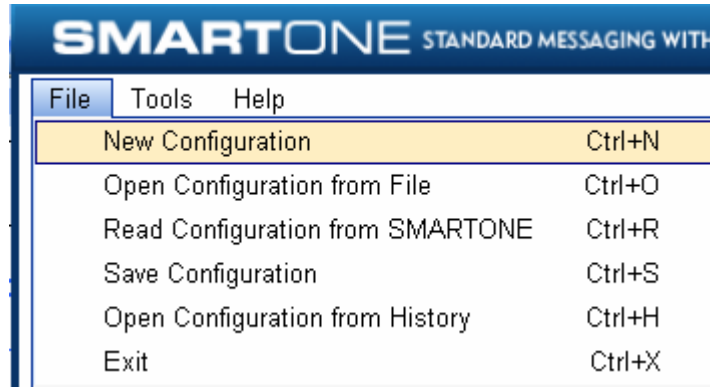 SMARTONE STANDARD MESSAGING WITH
File Tools Help
New Configuration Ctrl+N
Open Configuration from File Ctrl+O
Read Configuration from SMARTONE Ctrl+R
Save Configuration Ctrl+S
Open Configuration from History Ctrl+H
Exit Ctrl+X